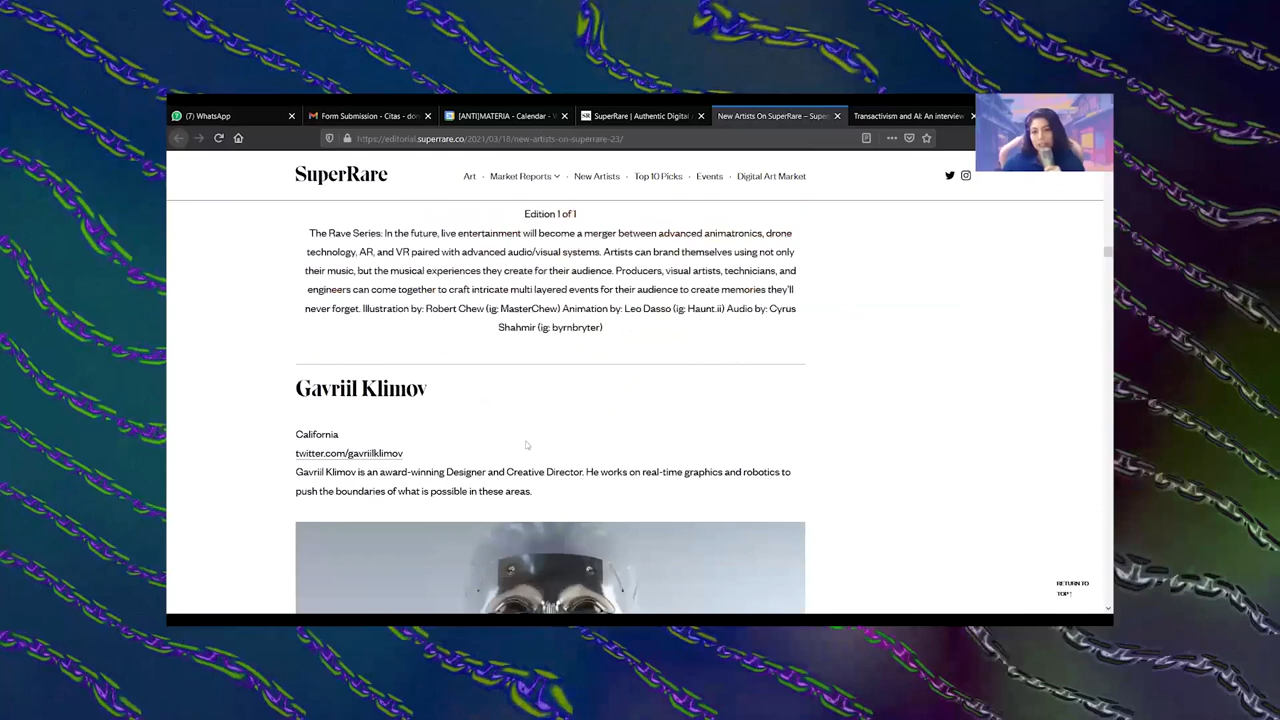 (7) WhatsApp
Form Submission - Citas - don
[ANTI]MATERIA - Calendar - W
SuperRare | Authentic Digital A
New Artists On SuperRare – Super
Transactivism and AI: An interview
https://editorial.superrare.co/2021/03/18/new-artists-on-superrare-23/
SuperRare
Art · Market Reports · New Artists · Top 10 Picks · Events · Digital Art Market
Edition 1 of 1
The Rave Series: In the future, live entertainment will become a merger between advanced animatronics, drone
technology, AR, and VR paired with advanced audio/visual systems. Artists can brand themselves using not only
their music, but the musical experiences they create for their audience. Producers, visual artists, technicians, and
engineers can come together to craft intricate multi layered events for their audience to create memories they'll
never forget. Illustration by: Robert Chew (ig: MasterChew) Animation by: Leo Dasso (ig: Haunt.ii) Audio by: Cyrus
Shahmir (ig: byrnbryter)
Gavriil Klimov
California
twitter.com/gavriilklimov
Gavriil Klimov is an award-winning Designer and Creative Director. He works on real-time graphics and robotics to
push the boundaries of what is possible in these areas.
RETURN TO
TOP ↑